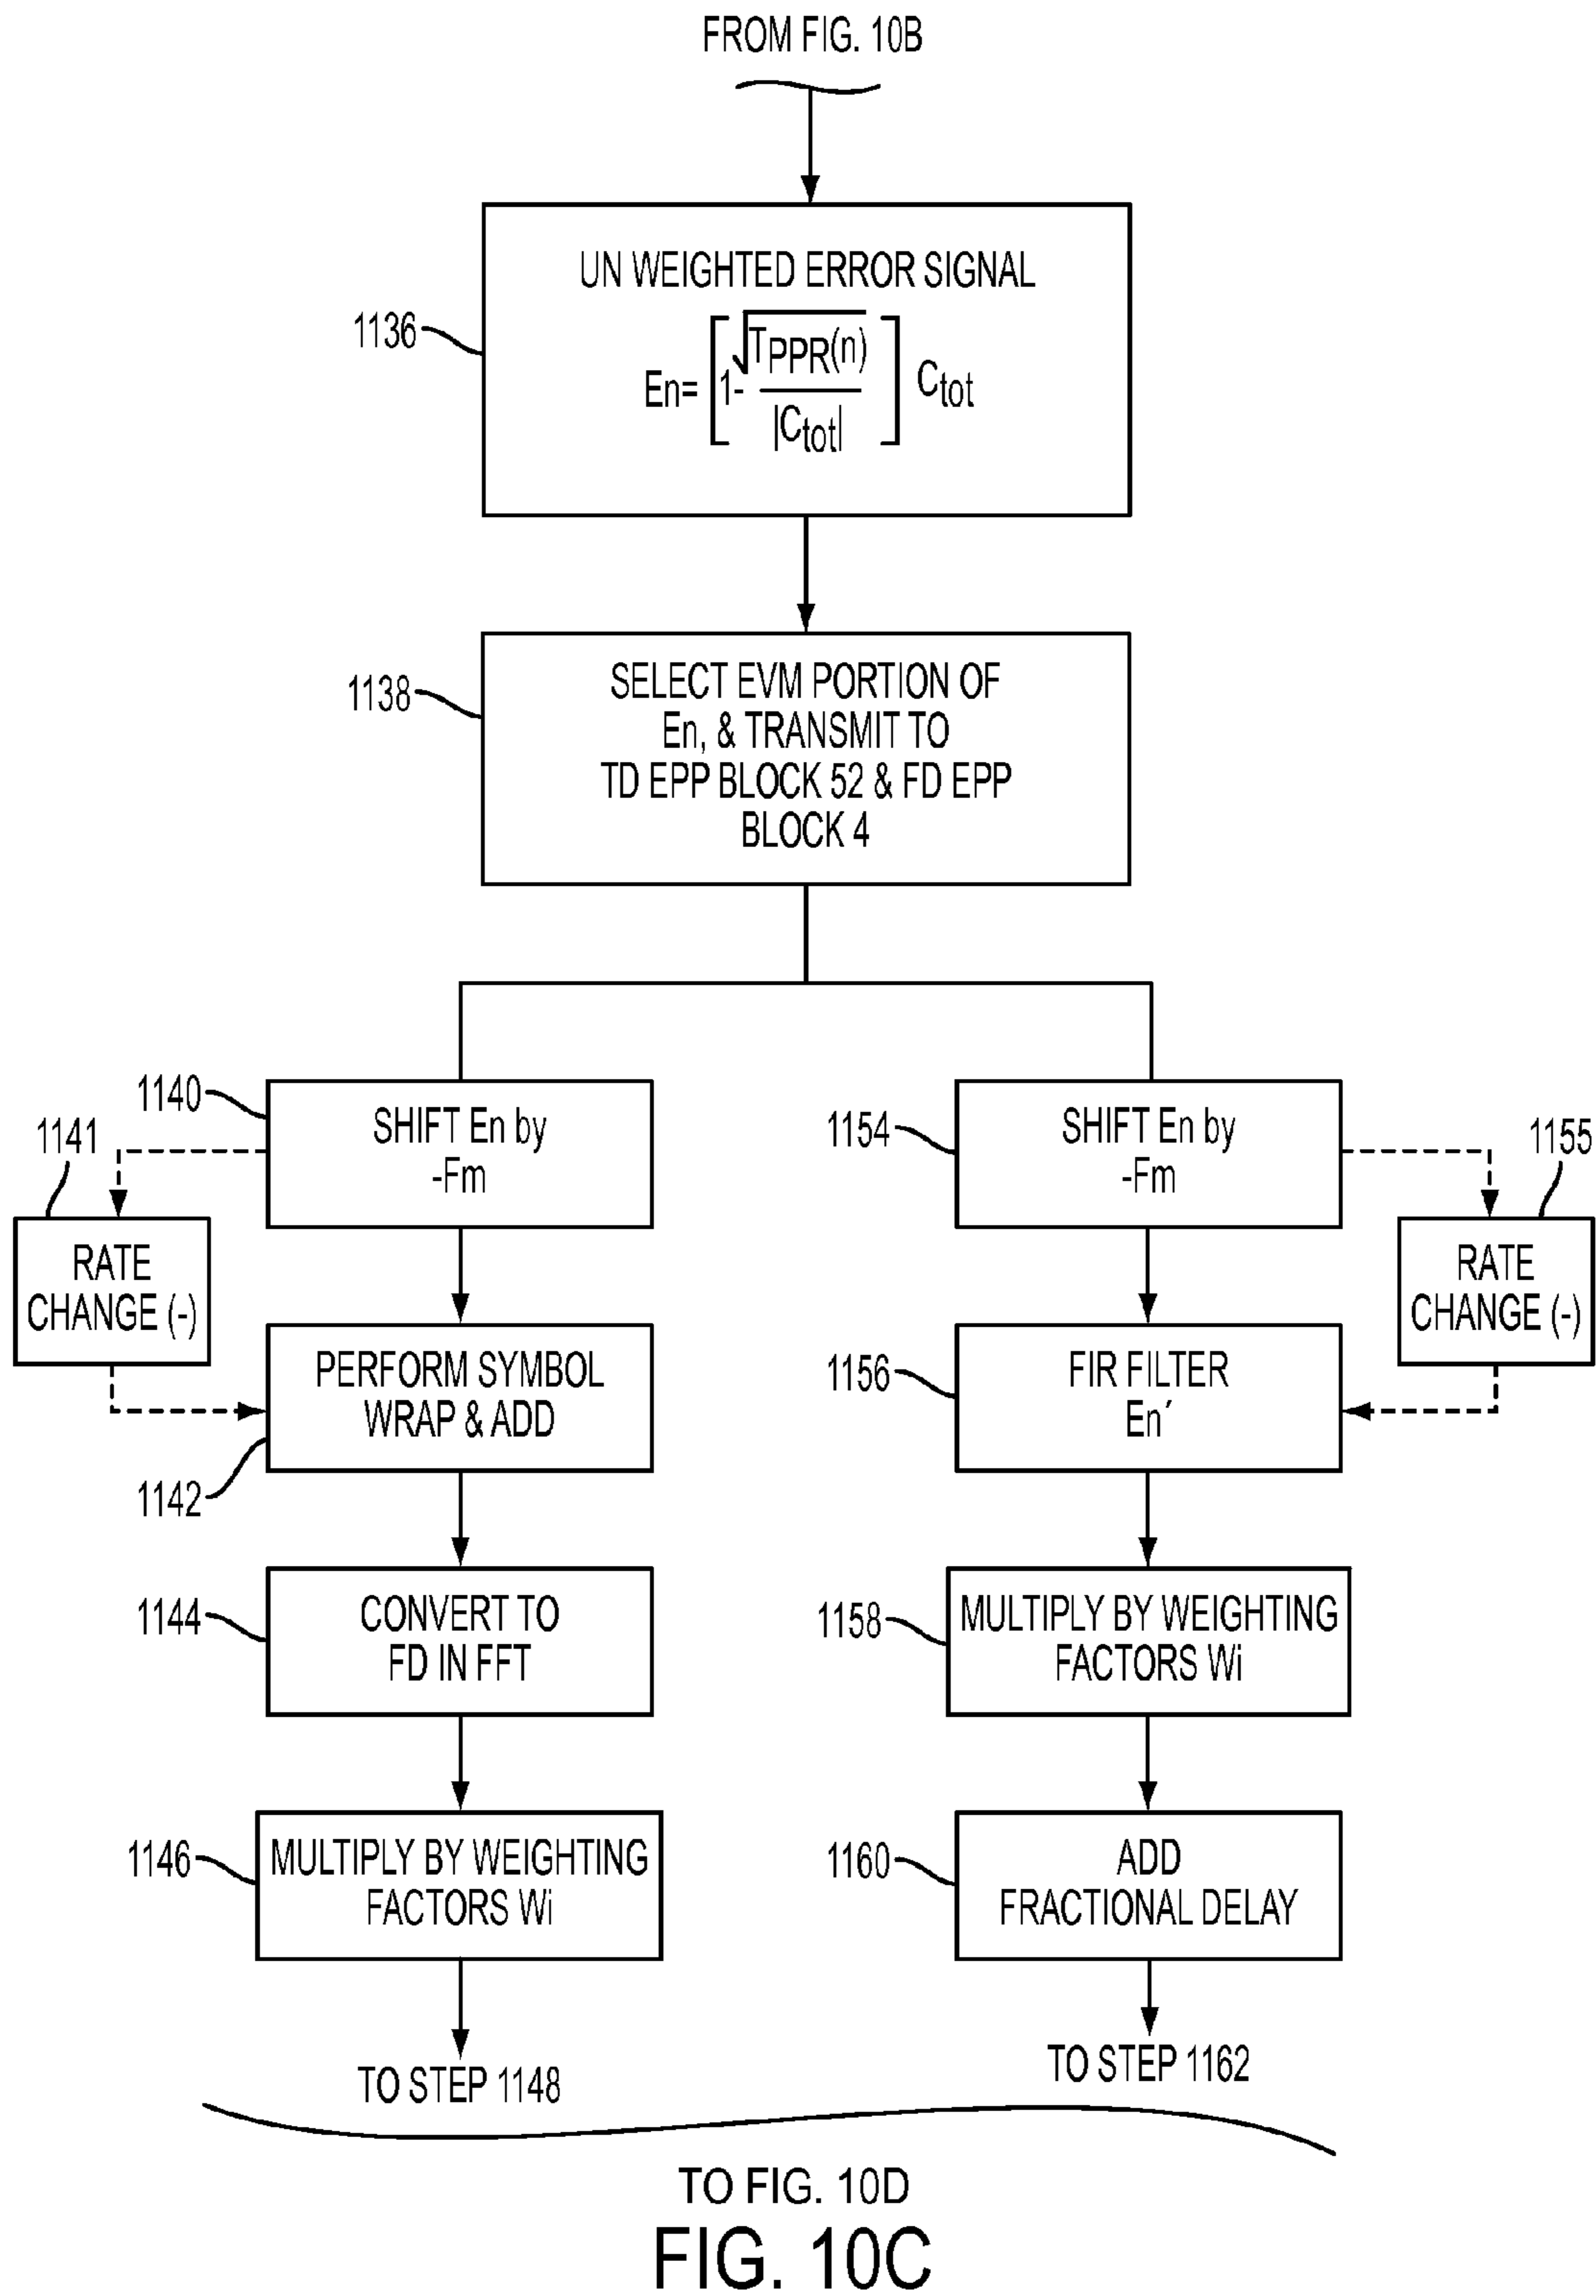 FROM FIG. 10B
UN WEIGHTED ERROR SIGNAL
1136
En= [ 1- √TPPR(n) / |Ctot| ] Ctot
1138
SELECT EVM PORTION OF
En, & TRANSMIT TO
TD EPP BLOCK 52 & FD EPP
BLOCK 4
1140
SHIFT En by
-Fm
1141
RATE
CHANGE (-)
PERFORM SYMBOL
WRAP & ADD
1142
1144
CONVERT TO
FD IN FFT
1146
MULTIPLY BY WEIGHTING
FACTORS Wi
TO STEP 1148
1154
SHIFT En by
-Fm
1155
RATE
CHANGE (-)
1156
FIR FILTER
En´
1158
MULTIPLY BY WEIGHTING
FACTORS Wi
1160
ADD
FRACTIONAL DELAY
TO STEP 1162
TO FIG. 10D
FIG. 10C